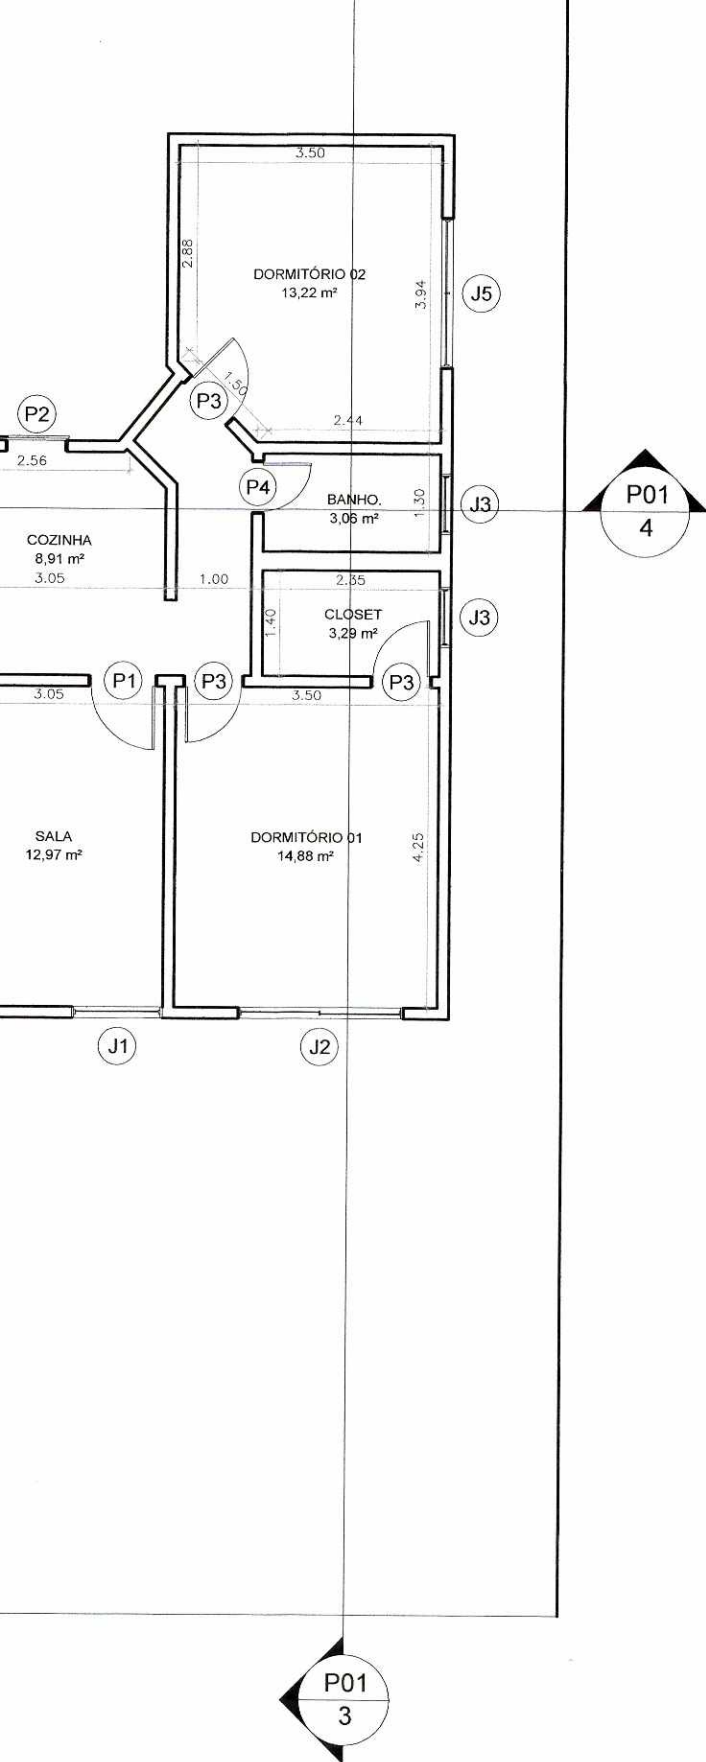 3.50
2.88
DORMITÓRIO 02
13,22 m²
3.94
J5
1.50
P3
P2
2.44
2.56
P4
BANHO.
3,06 m²
1.30
J3
P01
4
COZINHA
8,91 m²
3.05
1.00
2.35
1.40
CLOSET
3,29 m²
J3
P1
P3
P3
3.05
3.50
SALA
12,97 m²
DORMITÓRIO 01
14,88 m²
4.25
J1
J2
P01
3